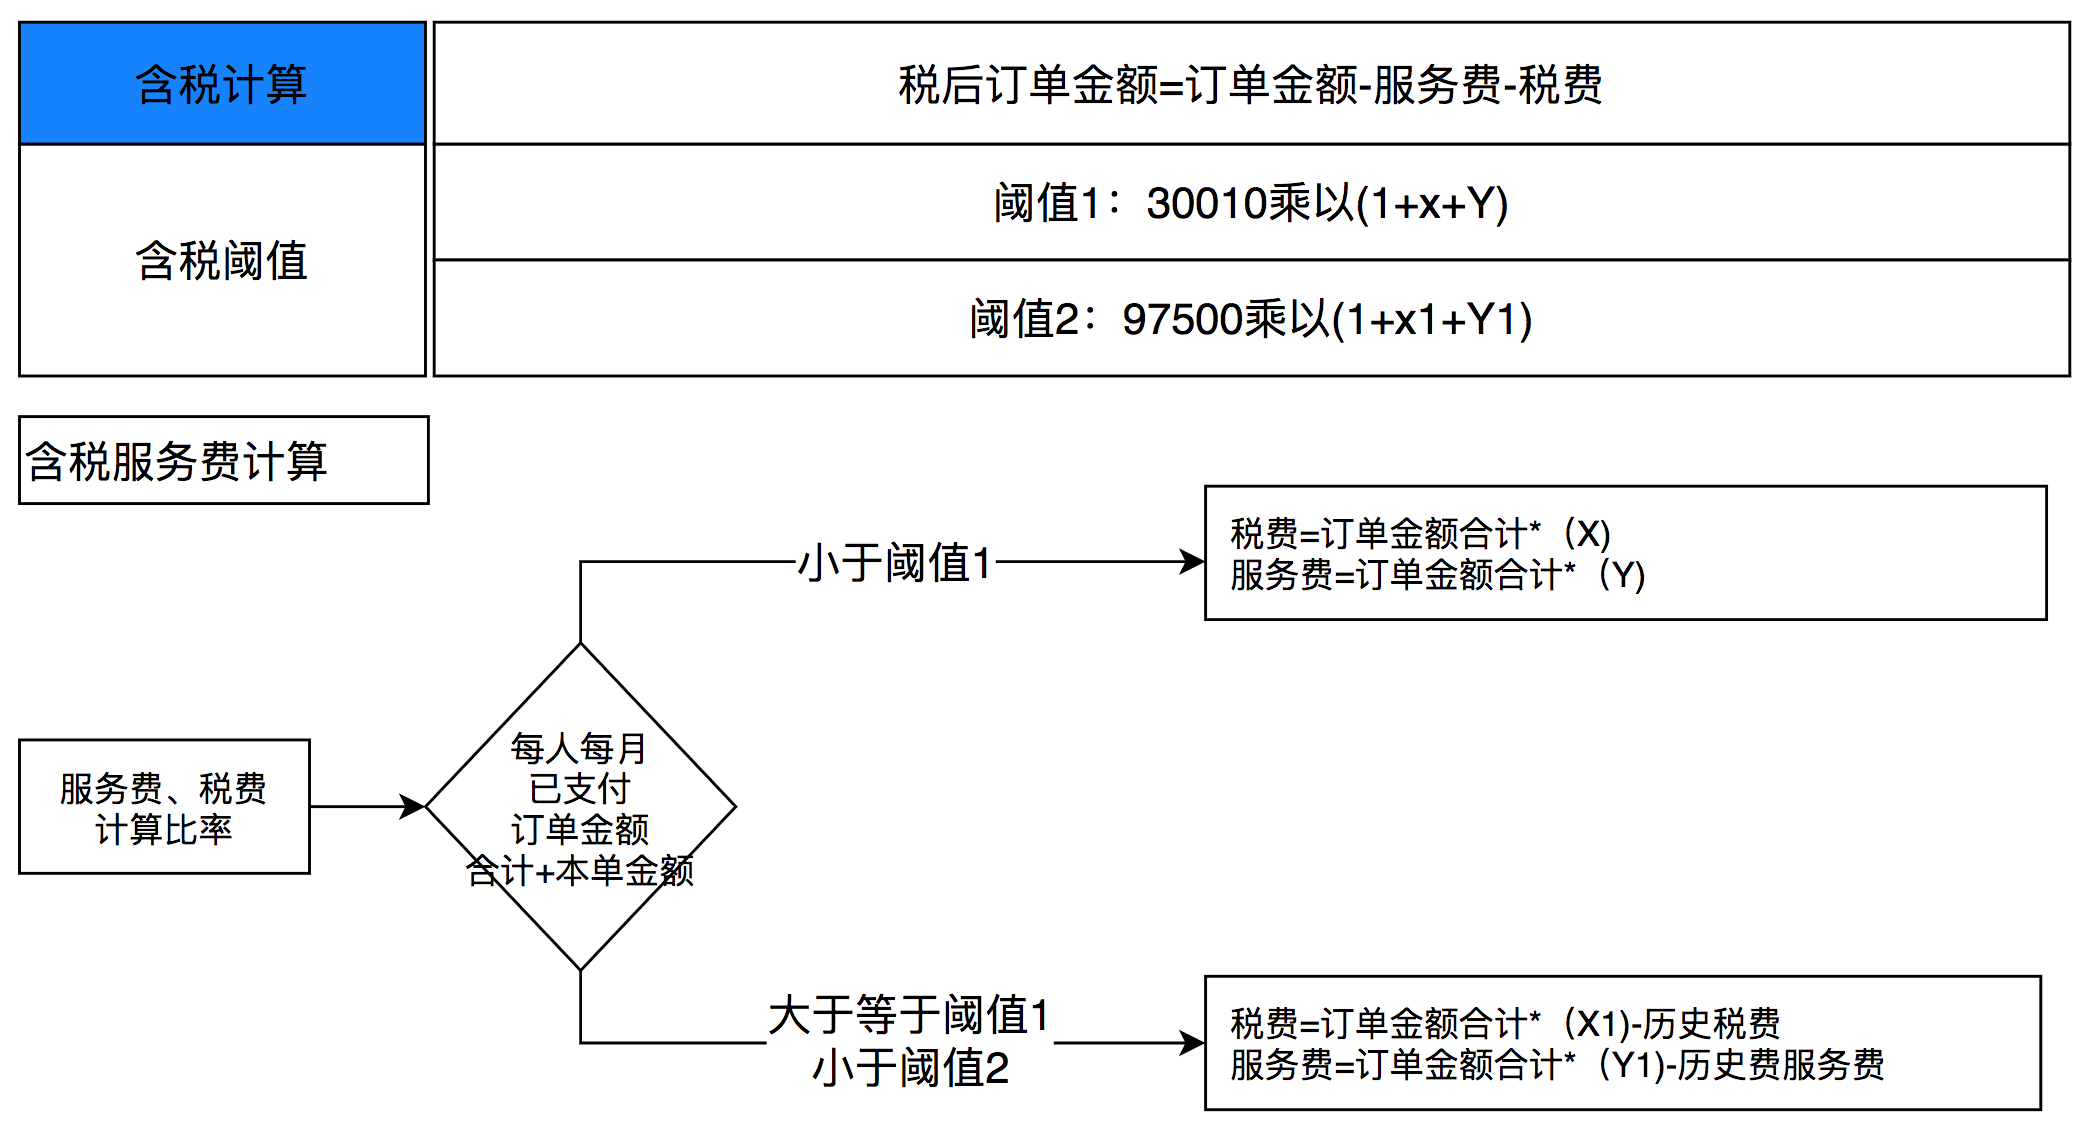 含税计算
税后订单金额=订单金额-服务费-税费
含税阈值
阈值1：30010乘以(1+x+Y)
阈值2：97500乘以(1+x1+Y1)
含税服务费计算
小于阈值1
税费=订单金额合计*（X)
服务费=订单金额合计*（Y)
服务费、税费
计算比率
每人每月
已支付
订单金额
合计+本单金额
大于等于阈值1
小于阈值2
税费=订单金额合计*（X1)-历史税费
服务费=订单金额合计*（Y1)-历史费服务费